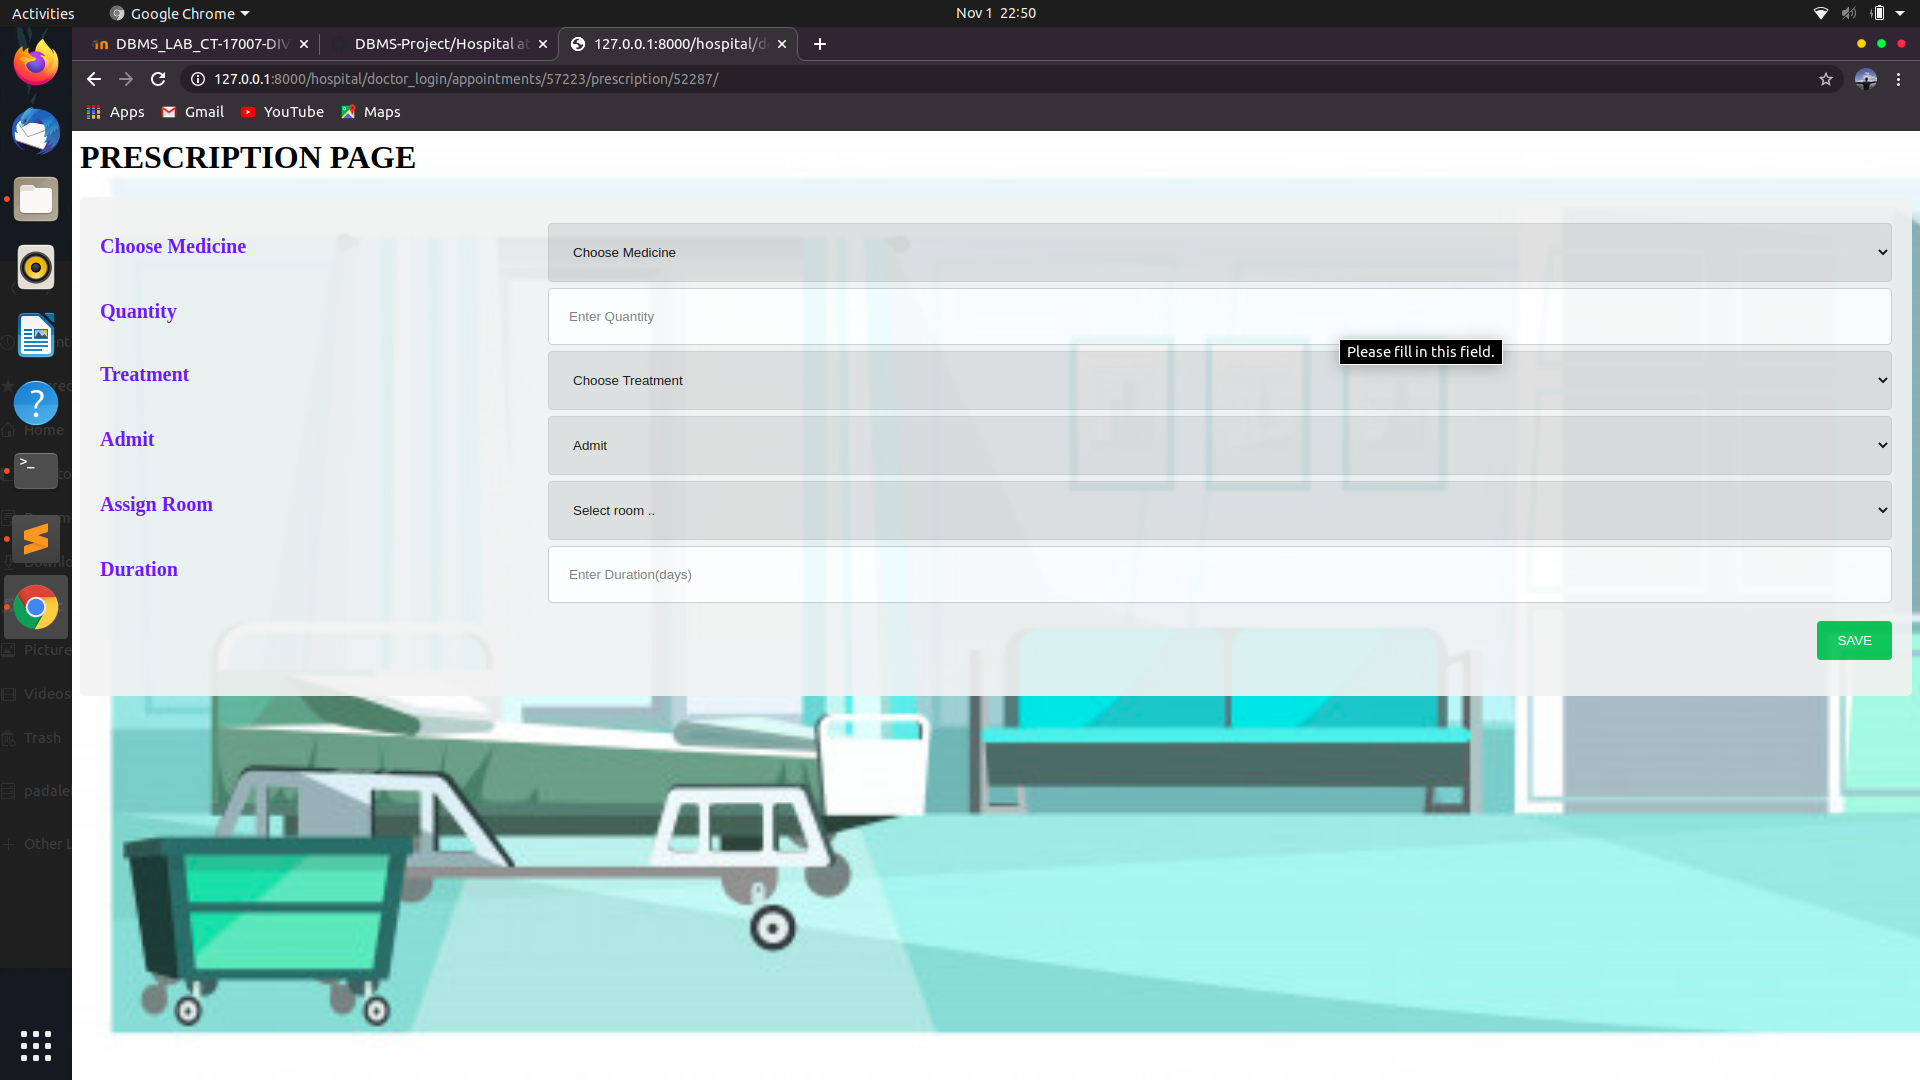 Activities Google Chrome Nov 1 22:50
DBMS_LAB_CT-17007-DIV DBMS-Project/Hospital at 127.0.0.1:8000/hospital/d
127.0.0.1:8000/hospital/doctor_login/appointments/57223/prescription/52287/
Apps Gmail YouTube Maps
PRESCRIPTION PAGE
Choose Medicine Choose Medicine
Quantity Enter Quantity
Please fill in this field.
Treatment Choose Treatment
Admit Admit
Assign Room Select room ..
Duration Enter Duration(days)
SAVE
Home
Picture
Videos
Trash
padale
Other L